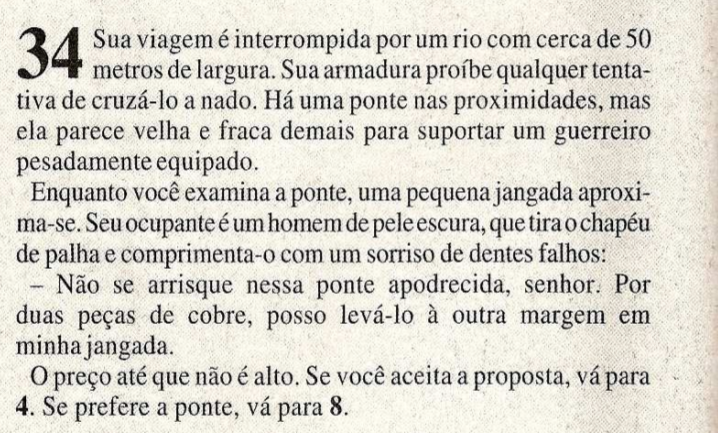 34 Sua viagem é interrompida por um rio com cerca de 50
metros de largura. Sua armadura proíbe qualquer tenta-
tiva de cruzá-lo a nado. Há uma ponte nas proximidades, mas
ela parece velha e fraca demais para suportar um guerreiro
pesadamente equipado.
Enquanto você examina a ponte, uma pequena jangada aproxi-
ma-se. Seu ocupante é um homem de pele escura, que tira o chapéu
de palha e comprimenta-o com um sorriso de dentes falhos:
– Não se arrisque nessa ponte apodrecida, senhor. Por
duas peças de cobre, posso levá-lo à outra margem em
minha jangada.
O preço até que não é alto. Se você aceita a proposta, vá para
4. Se prefere a ponte, vá para 8.